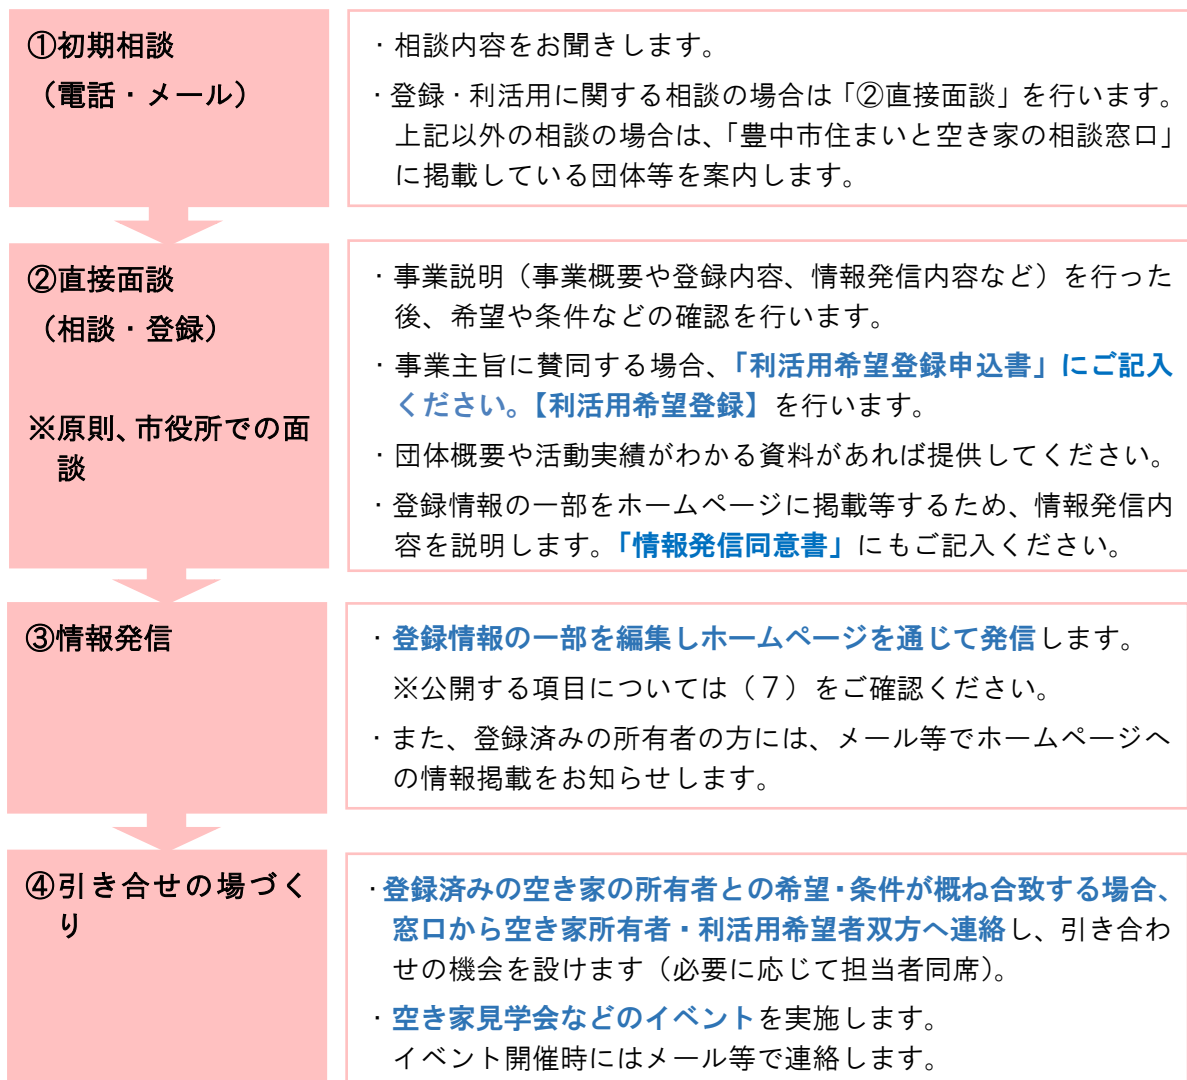 ①初期相談
（電話・メール）
・相談内容をお聞きします。
・登録・利活用に関する相談の場合は「②直接面談」を行います。
上記以外の相談の場合は、「豊中市住まいと空き家の相談窓口」
に掲載している団体等を案内します。
②直接面談
（相談・登録）
※原則、市役所での面
談
・事業説明（事業概要や登録内容、情報発信内容など）を行った
後、希望や条件などの確認を行います。
・事業主旨に賛同する場合、「利活用希望登録申込書」にご記入
ください。【利活用希望登録】を行います。
・団体概要や活動実績がわかる資料があれば提供してください。
・登録情報の一部をホームページに掲載等するため、情報発信内
容を説明します。「情報発信同意書」にもご記入ください。
③情報発信
・登録情報の一部を編集しホームページを通じて発信します。
※公開する項目については（７）をご確認ください。
・また、登録済みの所有者の方には、メール等でホームページへ
の情報掲載をお知らせします。
④引き合せの場づく
り
・登録済みの空き家の所有者との希望・条件が概ね合致する場合、
窓口から空き家所有者・利活用希望者双方へ連絡し、引き合わ
せの機会を設けます（必要に応じて担当者同席）。
・空き家見学会などのイベントを実施します。
イベント開催時にはメール等で連絡します。